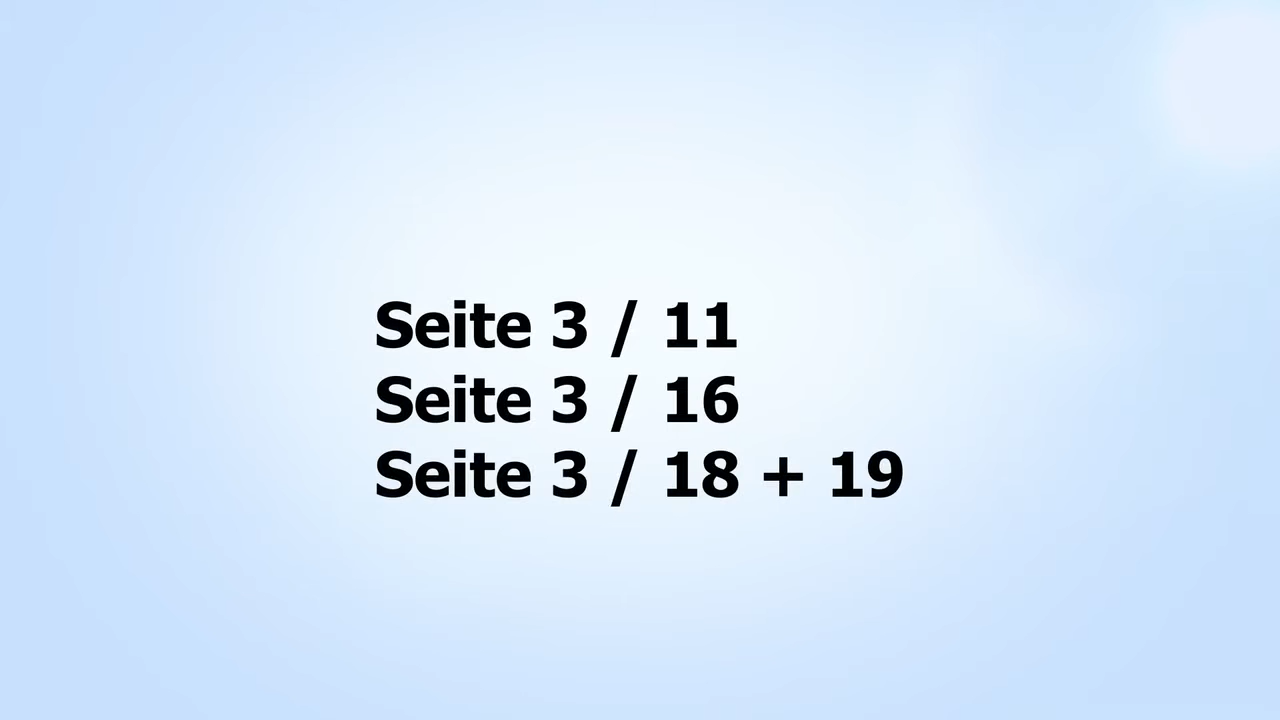 Seite 3 / 11
Seite 3 / 16
Seite 3 / 18 + 19